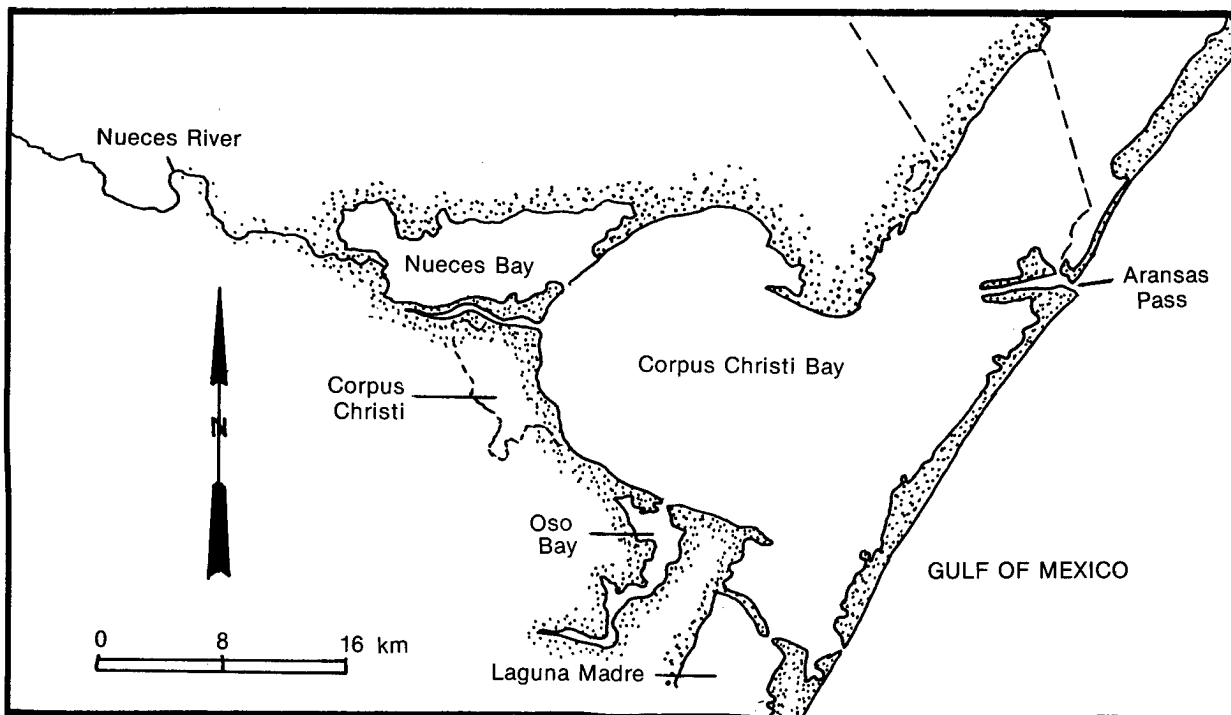 Nueces River
Nueces Bay
Aransas
Pass
Corpus Christi Bay
Corpus
Christi
N
Oso
Bay
GULF OF MEXICO
0 8 16 km
Laguna Madre